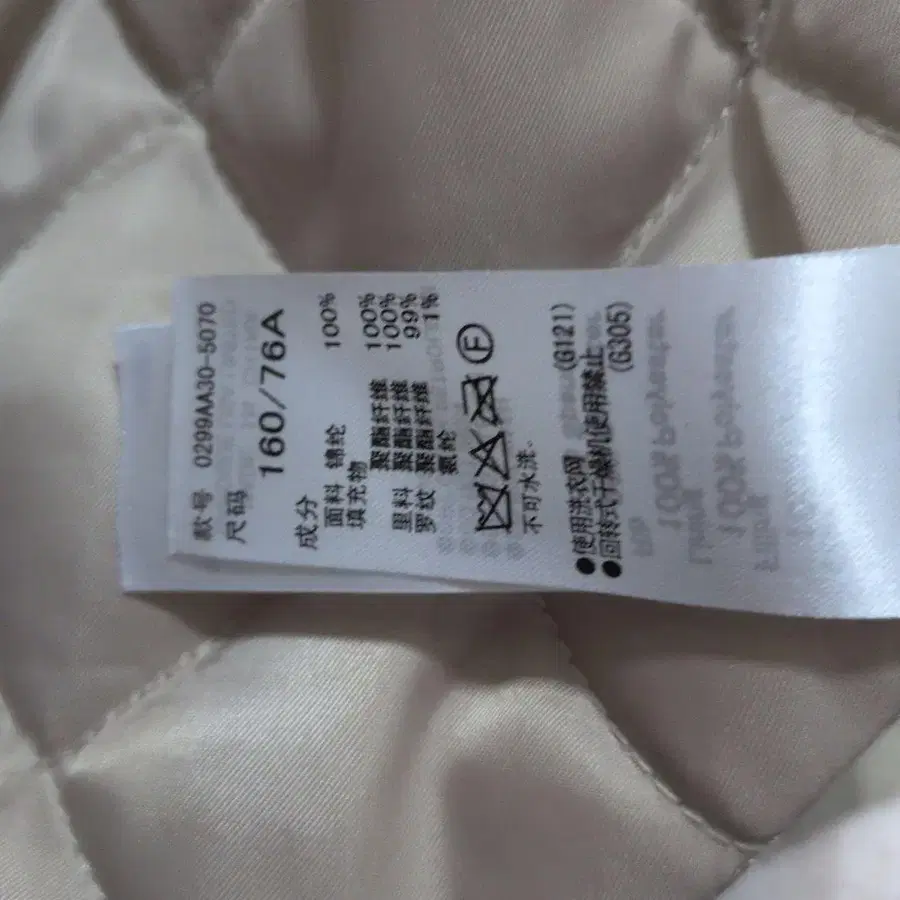 款号 0299AA30-5070
尺码 160/76A
成分
面料 锦纶 100%
填充物
聚酯纤维 100%
里料 聚酯纤维 100%
罗纹 聚酯纤维 99%
氨纶 1%
F
不可水洗.
●使用洗衣网 (G121)
●回转式干燥机使用禁止
(G305)